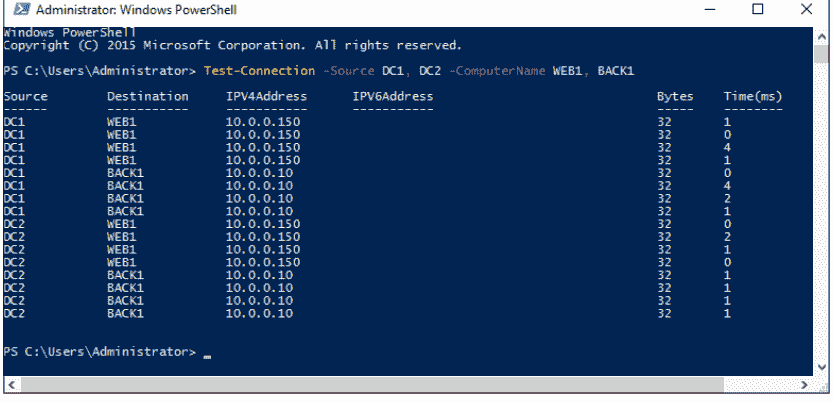 Administrator: Windows PowerShell
Windows PowerShell
Copyright (C) 2015 Microsoft Corporation. All rights reserved.
PS C:\Users\Administrator> Test-Connection -Source DC1, DC2 -ComputerName WEB1, BACK1
Source Destination IPV4Address IPV6Address Bytes Time(ms)
------ ----------- ----------- ----------- ----- --------
DC1 WEB1 10.0.0.150 32 1
DC1 WEB1 10.0.0.150 32 0
DC1 WEB1 10.0.0.150 32 4
DC1 WEB1 10.0.0.150 32 1
DC1 BACK1 10.0.0.10 32 0
DC1 BACK1 10.0.0.10 32 4
DC1 BACK1 10.0.0.10 32 2
DC1 BACK1 10.0.0.10 32 1
DC2 WEB1 10.0.0.150 32 0
DC2 WEB1 10.0.0.150 32 2
DC2 WEB1 10.0.0.150 32 1
DC2 WEB1 10.0.0.150 32 0
DC2 BACK1 10.0.0.10 32 1
DC2 BACK1 10.0.0.10 32 1
DC2 BACK1 10.0.0.10 32 1
DC2 BACK1 10.0.0.10 32 1
PS C:\Users\Administrator> _